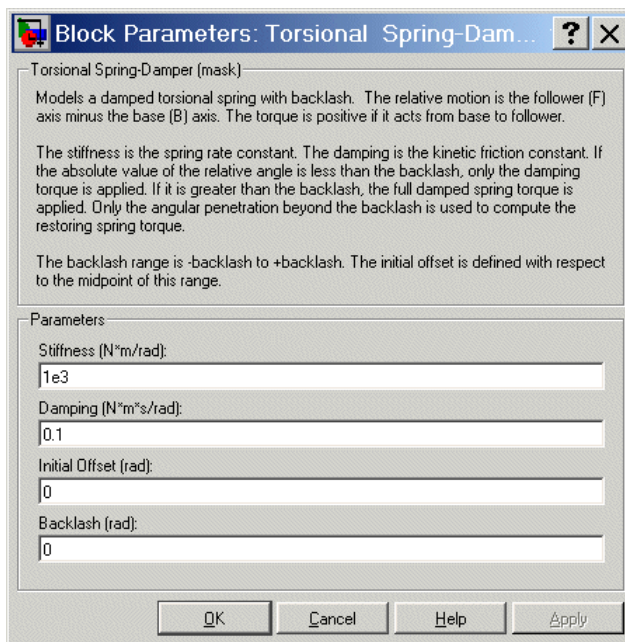 Block Parameters: Torsional Spring-Dam...
Torsional Spring-Damper (mask)
Models a damped torsional spring with backlash. The relative motion is the follower (F)
axis minus the base (B) axis. The torque is positive if it acts from base to follower.
The stiffness is the spring rate constant. The damping is the kinetic friction constant. If
the absolute value of the relative angle is less than the backlash, only the damping
torque is applied. If it is greater than the backlash, the full damped spring torque is
applied. Only the angular penetration beyond the backlash is used to compute the
restoring spring torque.
The backlash range is -backlash to +backlash. The initial offset is defined with respect
to the midpoint of this range.
Parameters
Stiffness (N*m/rad):
1e3
Damping (N*m*s/rad):
0.1
Initial Offset (rad):
0
Backlash (rad):
0
OK Cancel Help Apply